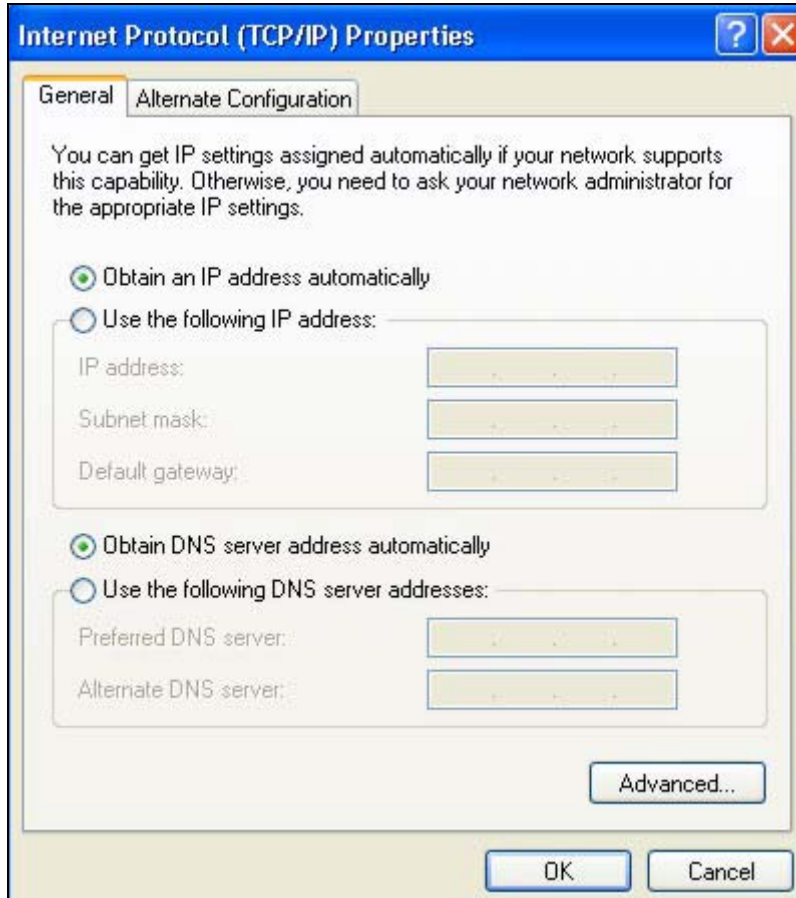 Internet Protocol (TCP/IP) Properties
General
Alternate Configuration
You can get IP settings assigned automatically if your network supports
this capability. Otherwise, you need to ask your network administrator for
the appropriate IP settings.
Obtain an IP address automatically
Use the following IP address:
IP address:
Subnet mask:
Default gateway:
Obtain DNS server address automatically
Use the following DNS server addresses:
Preferred DNS server:
Alternate DNS server:
Advanced...
OK
Cancel